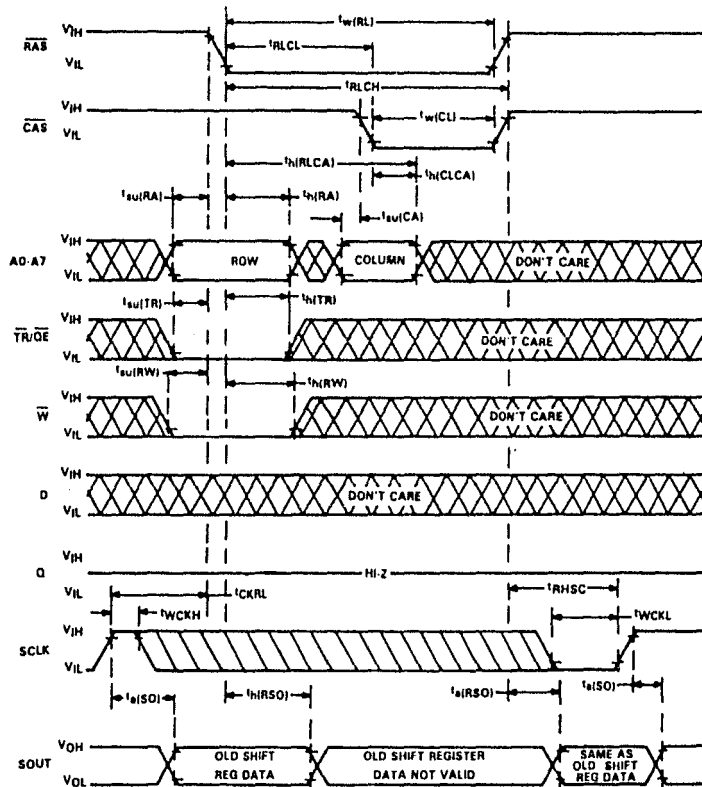 tw(RL)
VIH
RAS
tRLCL
VIL
tRLCH
VIH
CAS
tw(CL)
VIL
th(RLCA)
th(CLCA)
tsu(RA)
th(RA)
tsu(CA)
VIH
A0-A7
ROW
COLUMN
DON'T CARE
VIL
tsu(TR)
th(TR)
VIH
TR/OE
DON'T CARE
VIL
tsu(RW)
th(RW)
VIH
W
DON'T CARE
VIL
VIH
D
DON'T CARE
VIL
VIH
Q
HI-Z
VIL
tCKRL
tRHSC
tWCKH
tWCKL
VIH
SCLK
VIL
ta(SO)
th(RSO)
ta(RSO)
ta(SO)
VOH
SOUT
VOL
OLD SHIFT
REG DATA
OLD SHIFT REGISTER
DATA NOT VALID
SAME AS
OLD SHIFT
REG DATA